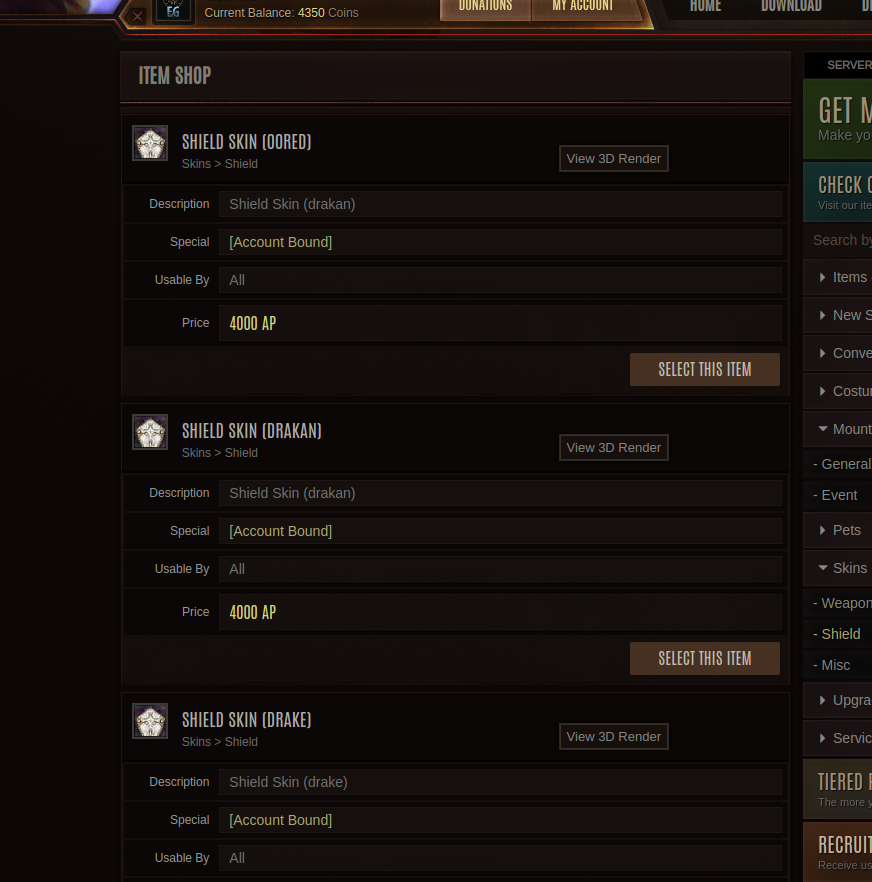 EG
Current Balance: 4350 Coins
DONATIONS
MY ACCOUNT
HOME
DOWNLOAD
ITEM SHOP
SHIELD SKIN (OORED)
Skins > Shield
View 3D Render
Description
Shield Skin (drakan)
Special
[Account Bound]
Usable By
All
Price
4000 AP
SELECT THIS ITEM
SHIELD SKIN (DRAKAN)
Skins > Shield
View 3D Render
Description
Shield Skin (drakan)
Special
[Account Bound]
Usable By
All
Price
4000 AP
SELECT THIS ITEM
SHIELD SKIN (DRAKE)
Skins > Shield
View 3D Render
Description
Shield Skin (drake)
Special
[Account Bound]
Usable By
All
SERVER
GET M
Make yo
CHECK
Visit our ite
Search by
Items
New S
Conve
Costu
Mount
- General
- Event
Pets
Skins
- Weapon
- Shield
- Misc
Upgra
Servic
TIERED
The more y
RECRUIT
Receive us